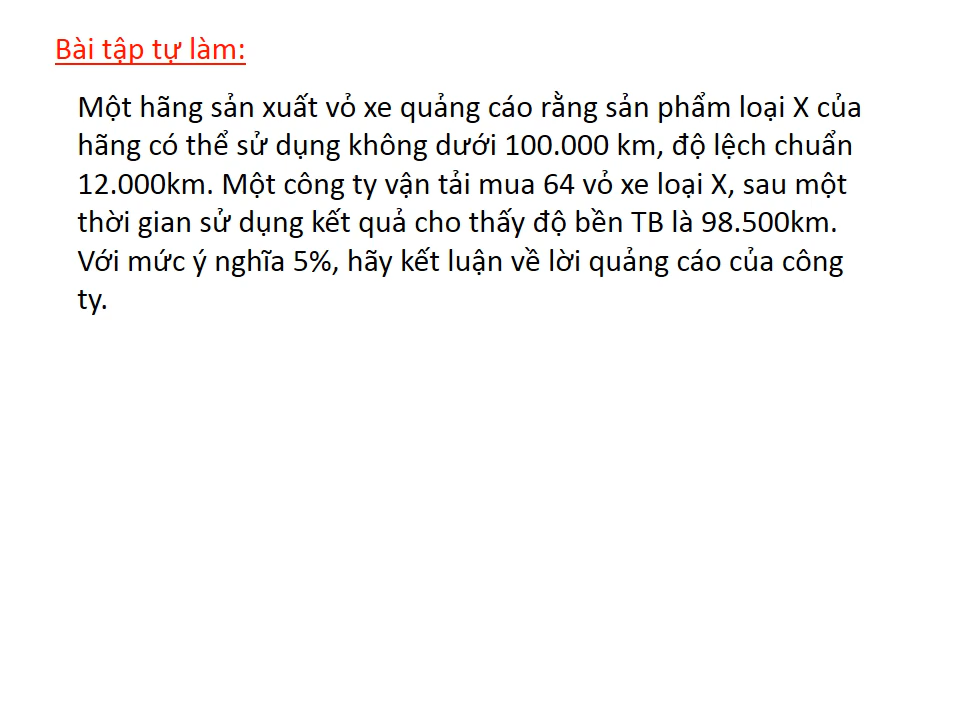 Bài tập tự làm:
Một hãng sản xuất vỏ xe quảng cáo rằng sản phẩm loại X của
hãng có thể sử dụng không dưới 100.000 km, độ lệch chuẩn
12.000km. Một công ty vận tải mua 64 vỏ xe loại X, sau một
thời gian sử dụng kết quả cho thấy độ bền TB là 98.500km.
Với mức ý nghĩa 5%, hãy kết luận về lời quảng cáo của công
ty.